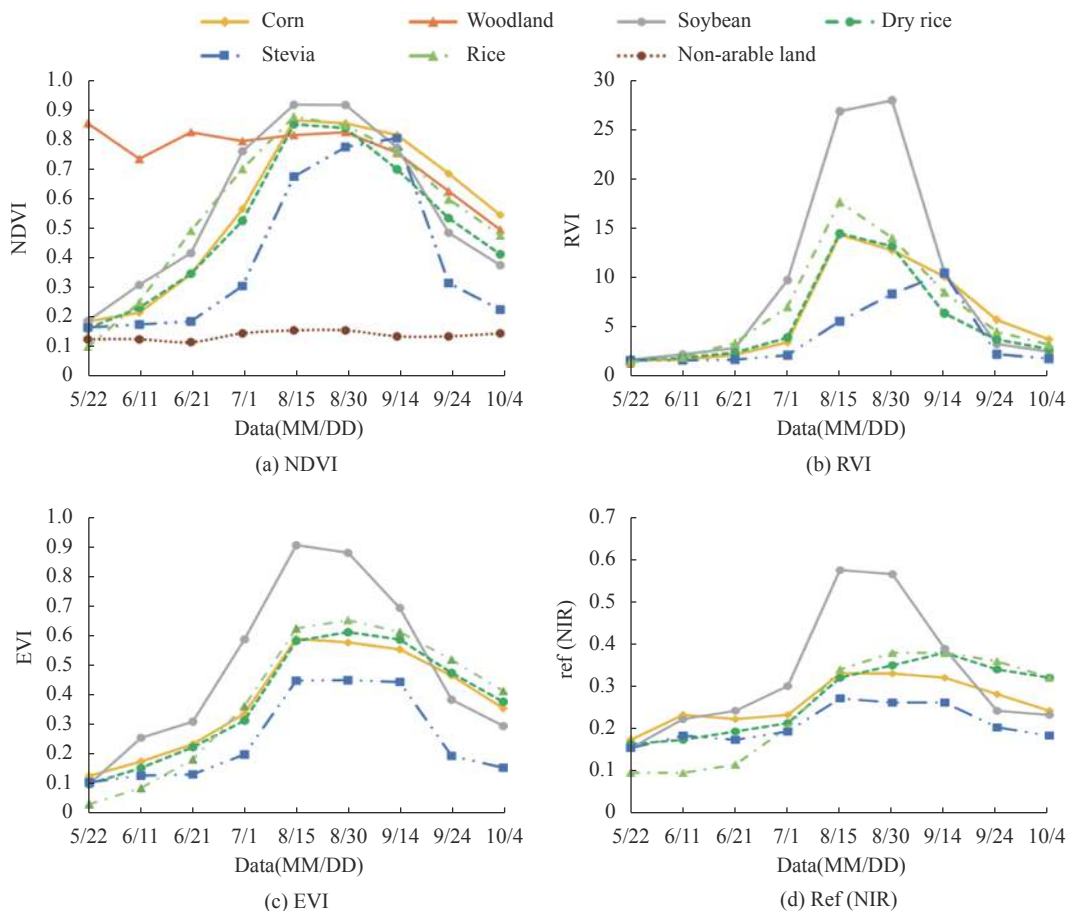 Corn Woodland Soybean Dry rice
Stevia Rice Non-arable land
NDVI
1.0
0.9
0.8
0.7
0.6
0.5
0.4
0.3
0.2
0.1
0
5/22 6/11 6/21 7/1 8/15 8/30 9/14 9/24 10/4
Data(MM/DD)
(a) NDVI
RVI
30
25
20
15
10
5
0
5/22 6/11 6/21 7/1 8/15 8/30 9/14 9/24 10/4
Data(MM/DD)
(b) RVI
EVI
1.0
0.9
0.8
0.7
0.6
0.5
0.4
0.3
0.2
0.1
0
5/22 6/11 6/21 7/1 8/15 8/30 9/14 9/24 10/4
Data(MM/DD)
(c) EVI
ref (NIR)
0.7
0.6
0.5
0.4
0.3
0.2
0.1
0
5/22 6/11 6/21 7/1 8/15 8/30 9/14 9/24 10/4
Data(MM/DD)
(d) Ref (NIR)